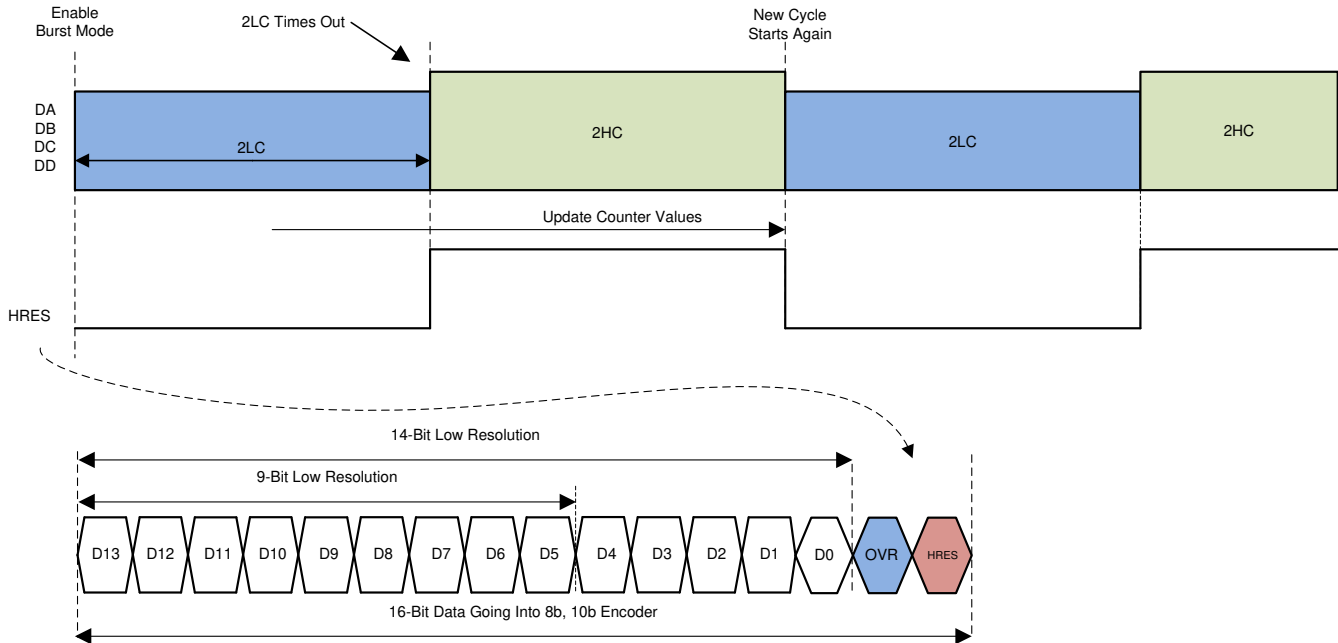 Enable
Burst Mode
2LC Times Out
New Cycle
Starts Again
DA
DB
DC
DD
2LC
2HC
2LC
2HC
Update Counter Values
HRES
14-Bit Low Resolution
9-Bit Low Resolution
D13 D12 D11 D10 D9 D8 D7 D6 D5 D4 D3 D2 D1 D0 OVR HRES
16-Bit Data Going Into 8b, 10b Encoder